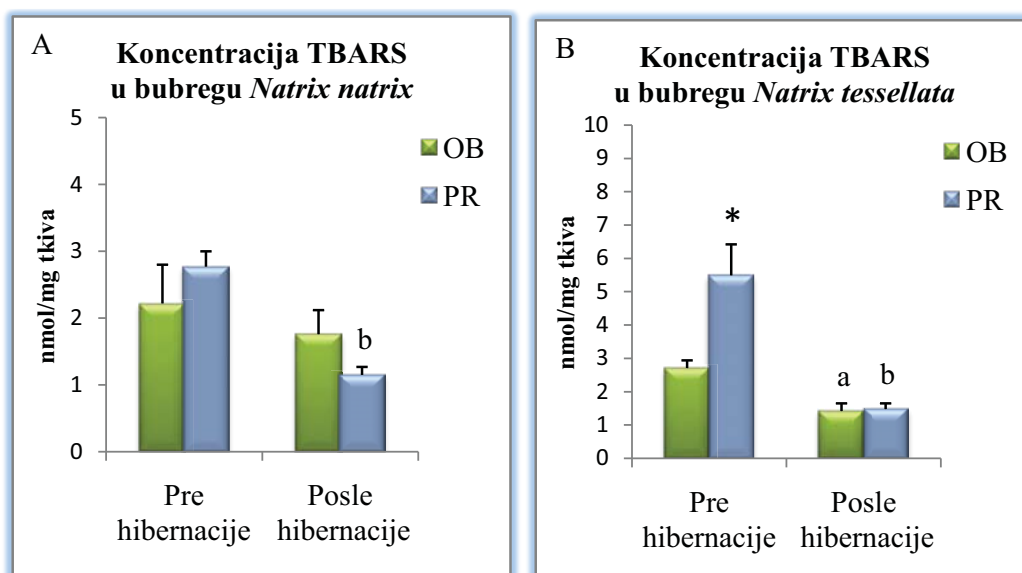 A
Koncentracija TBARS
u bubregu Natrix natrix
5
4
3
2
1
0
nmol/mg tkiva
OB
PR
b
Pre
hibernacije
Posle
hibernacije
B
Koncentracija TBARS
u bubregu Natrix tessellata
10
9
8
7
6
5
4
3
2
1
0
nmol/mg tkiva
OB
PR
*
a
b
Pre
hibernacije
Posle
hibernacije